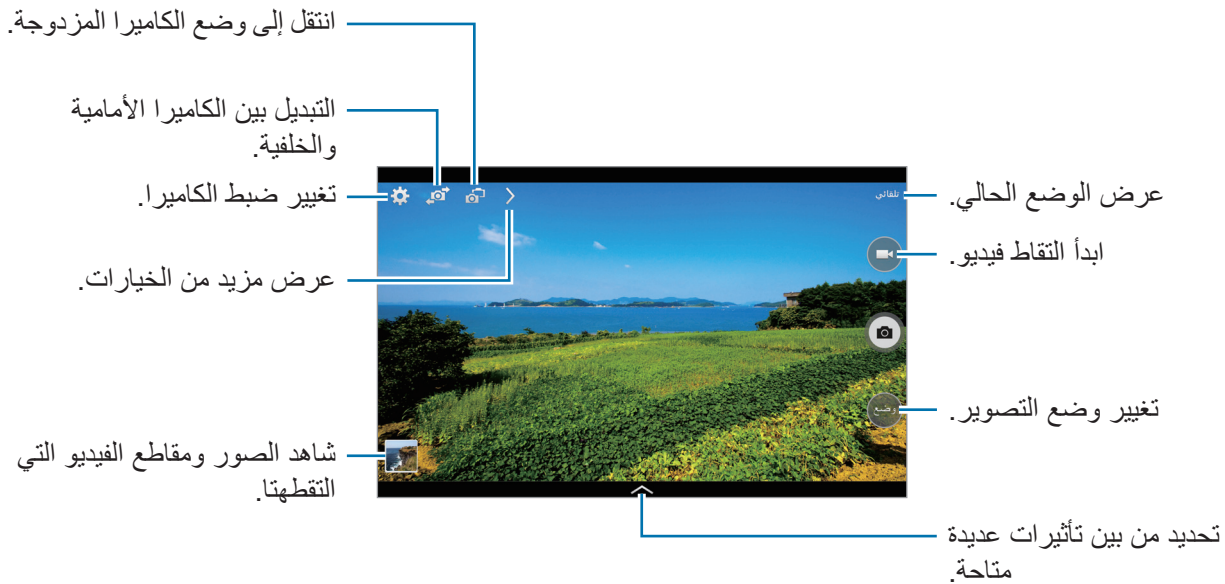 انتقل إلى وضع الكاميرا المزدوجة.
التبديل بين الكاميرا الأمامية
والخلفية.
تغيير ضبط الكاميرا.
عرض مزيد من الخيارات.
شاهد الصور ومقاطع الفيديو التي
التقطهتا.
تلقائي
عرض الوضع الحالي.
ابدأ التقاط فيديو.
وضع
تغيير وضع التصوير.
تحديد من بين تأثيرات عديدة
متاحة.